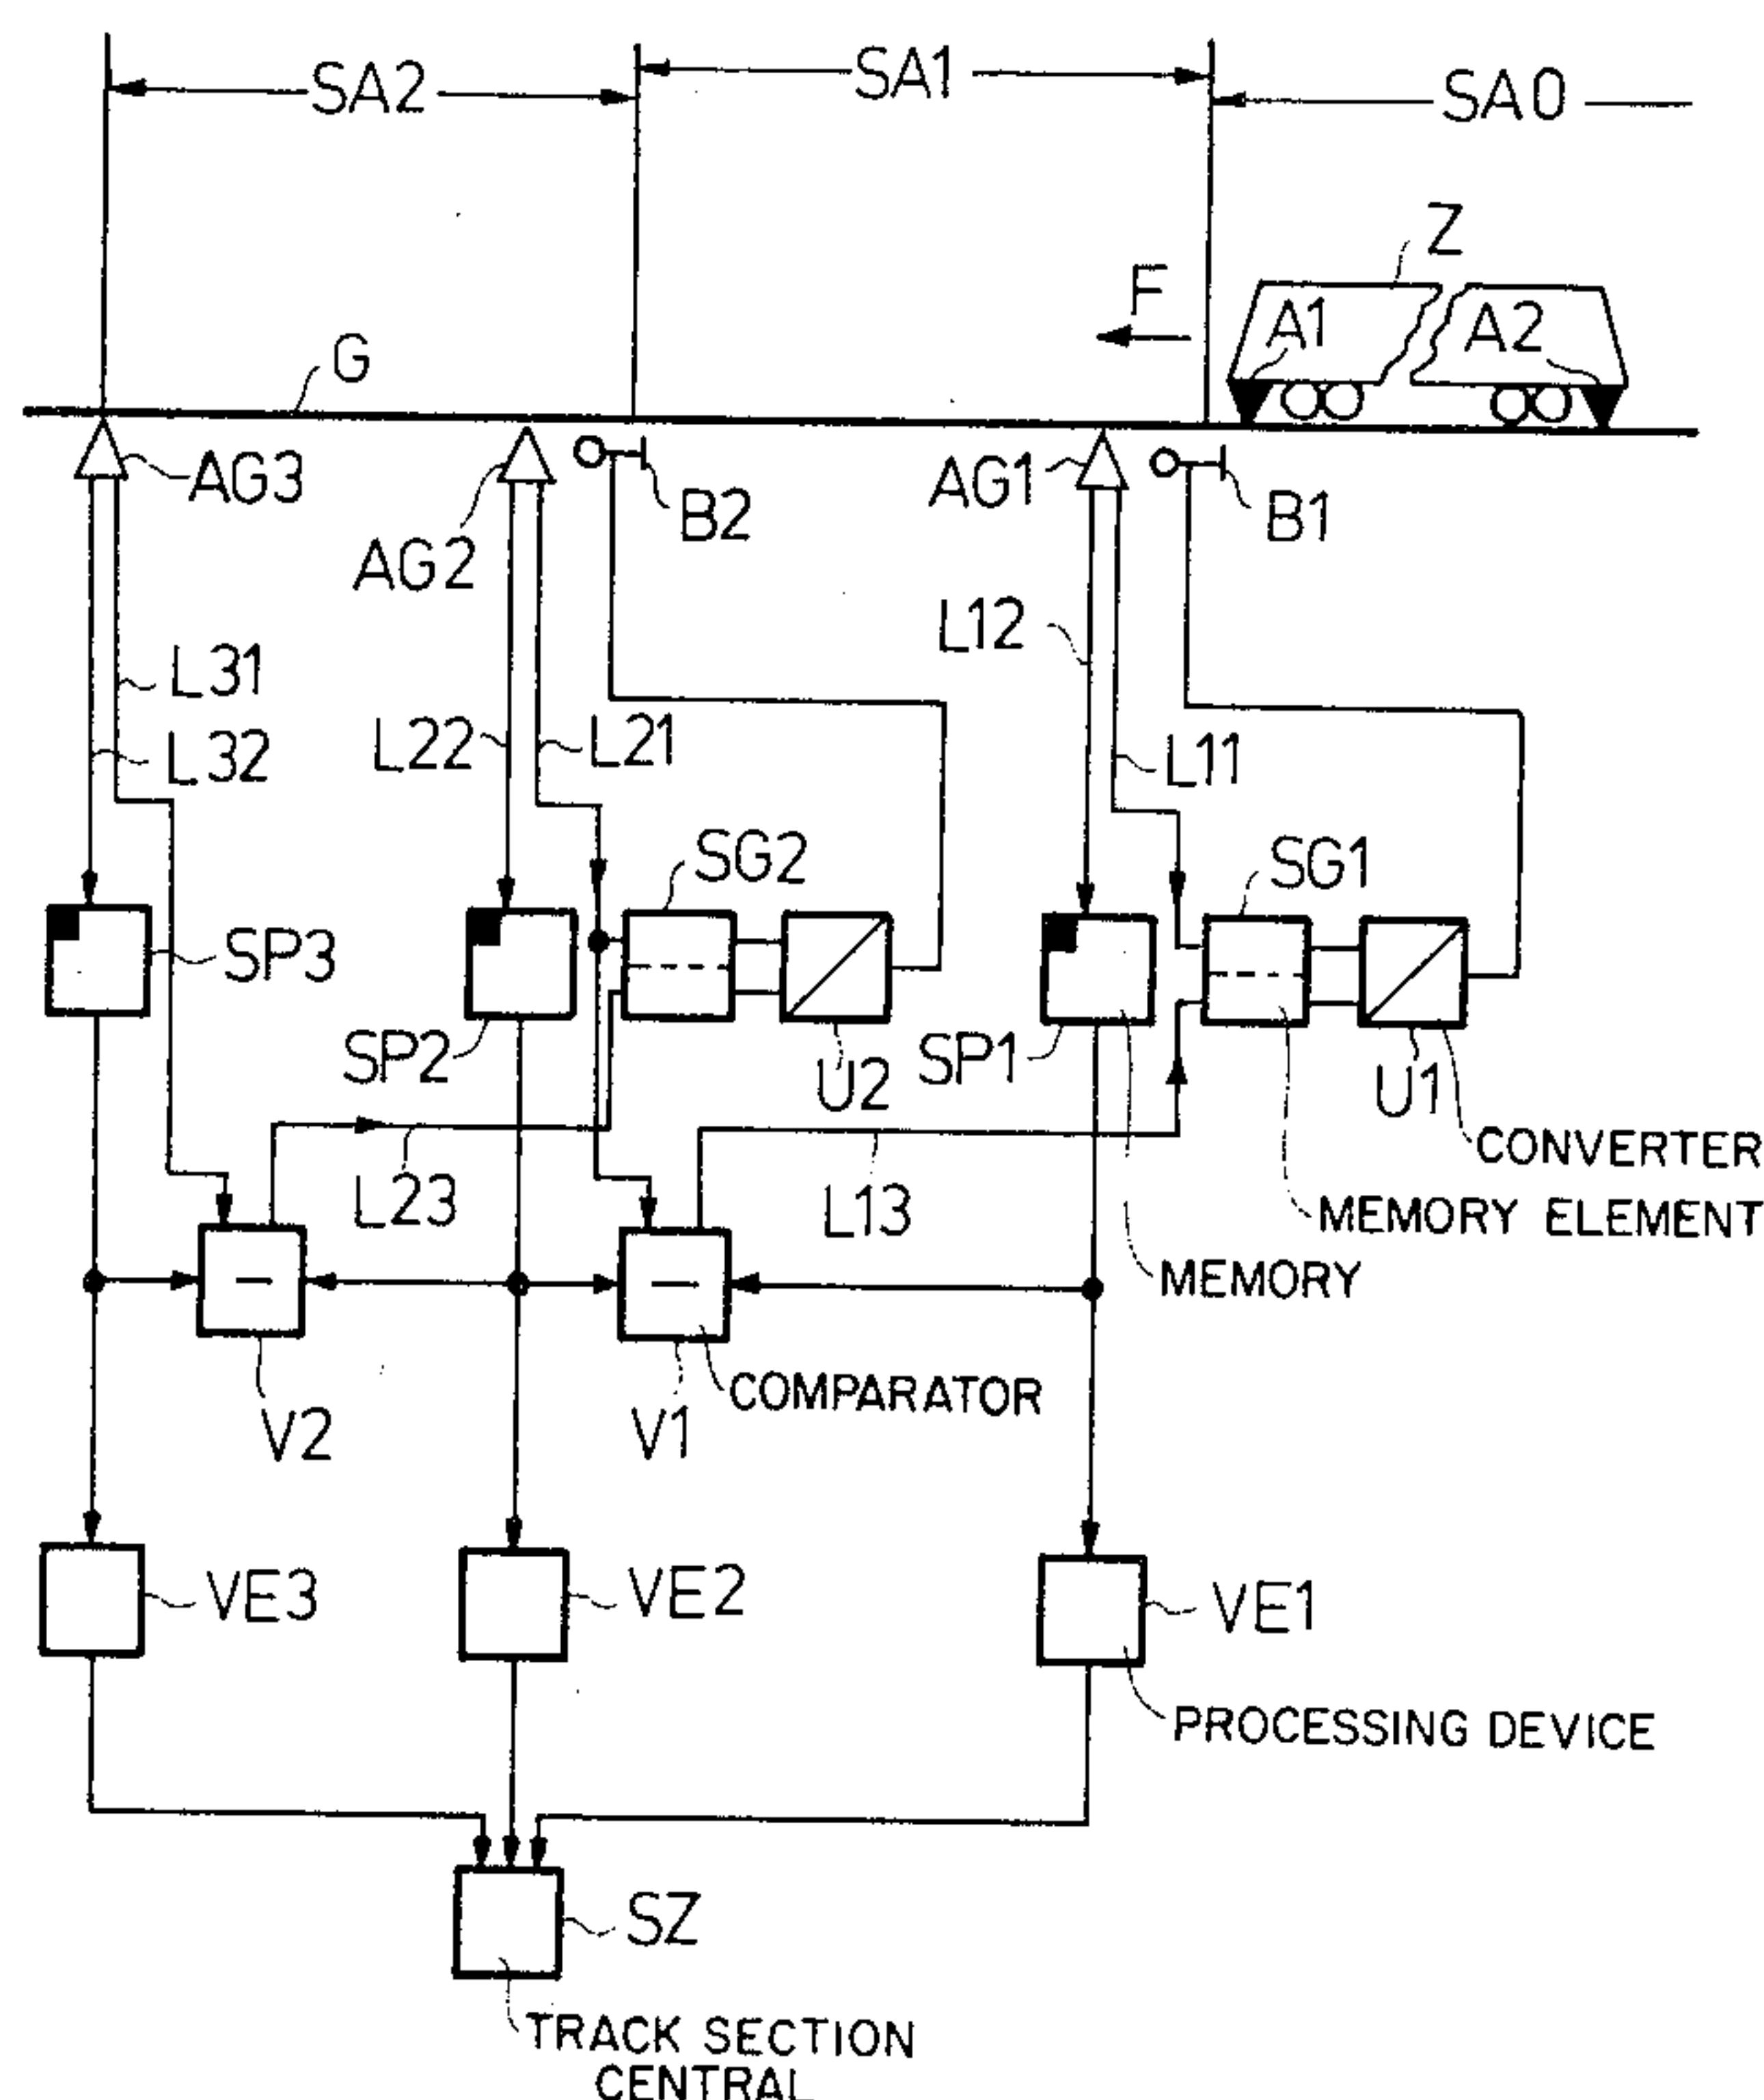 SA2
SA1
SA0
Z
F
A1
A2
G
AG3
AG2
B2
AG1
B1
L12
L31
L32
L22
L21
L11
SG2
SG1
SP3
SP2
U2
SP1
U1
CONVERTER
L23
L13
MEMORY ELEMENT
MEMORY
V2
V1
COMPARATOR
VE3
VE2
VE1
PROCESSING DEVICE
SZ
TRACK SECTION
CENTRAL